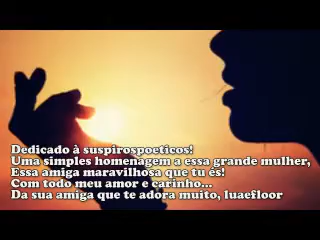 Dedicado à suspirospoeticos!
Uma simples homenagem a essa grande mulher,
Essa amiga maravilhosa que tu és!
Com todo meu amor e carinho...
Da sua amiga que te adora muito, luaefloor